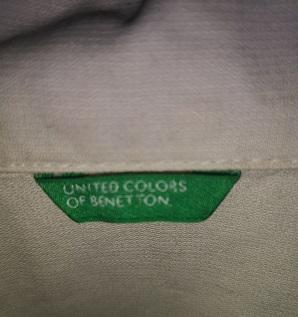 UNITED COLORS
OF BENETTON.